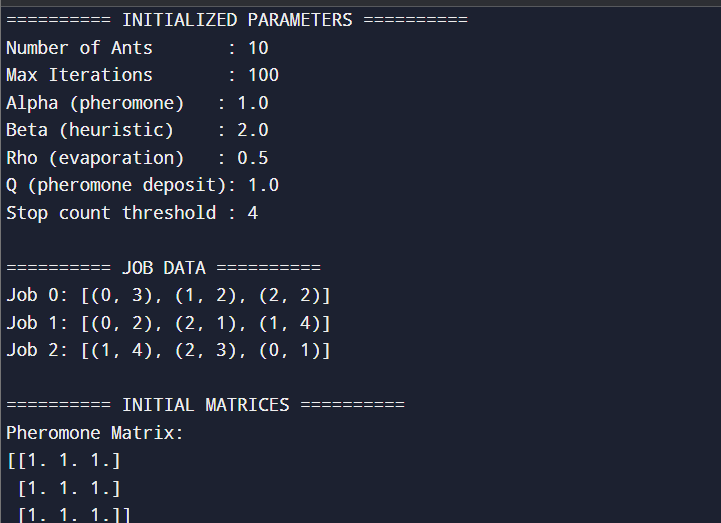 ========== INITIALIZED PARAMETERS ==========
Number of Ants       : 10
Max Iterations       : 100
Alpha (pheromone)   : 1.0
Beta (heuristic)    : 2.0
Rho (evaporation)   : 0.5
Q (pheromone deposit): 1.0
Stop count threshold : 4
========== JOB DATA ==========
Job 0: [(0, 3), (1, 2), (2, 2)]
Job 1: [(0, 2), (2, 1), (1, 4)]
Job 2: [(1, 4), (2, 3), (0, 1)]
========== INITIAL MATRICES ==========
Pheromone Matrix:
[[1. 1. 1.]
 [1. 1. 1.]
 [1. 1. 1.]]